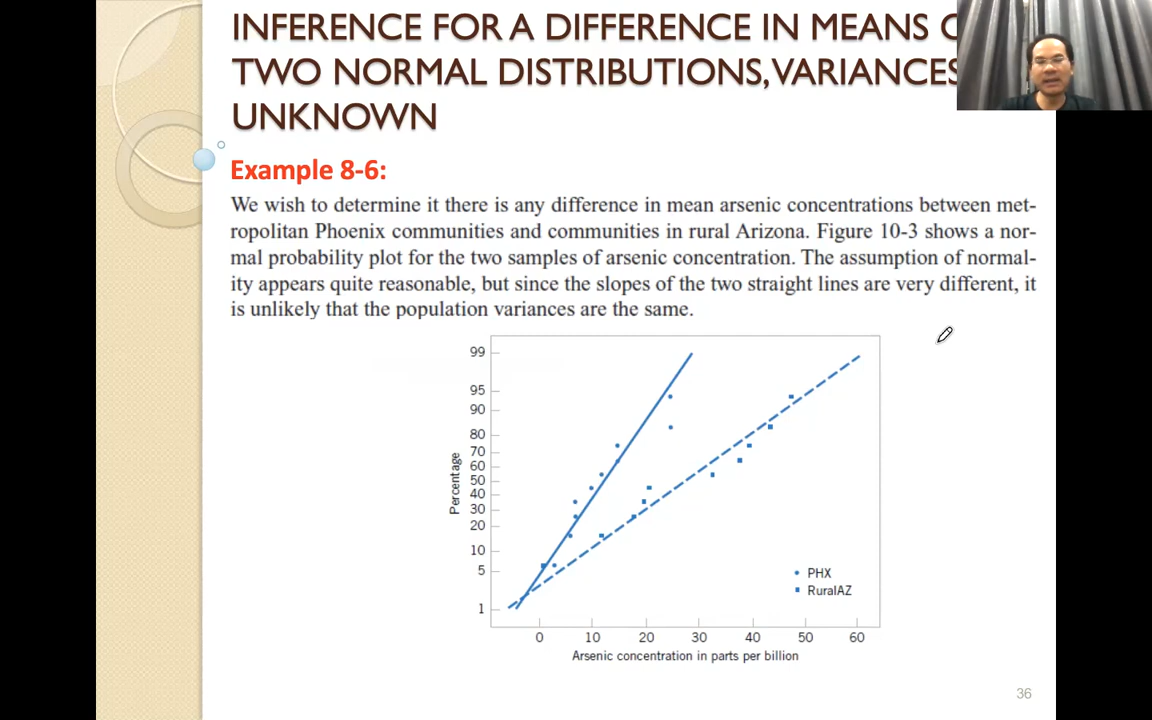 INFERENCE FOR A DIFFERENCE IN MEANS
TWO NORMAL DISTRIBUTIONS, VARIANCES
UNKNOWN
Example 8-6:
We wish to determine it there is any difference in mean arsenic concentrations between met-
ropolitan Phoenix communities and communities in rural Arizona. Figure 10-3 shows a nor-
mal probability plot for the two samples of arsenic concentration. The assumption of normal-
ity appears quite reasonable, but since the slopes of the two straight lines are very different, it
is unlikely that the population variances are the same.
99
95
90
80
70
60
50
40
30
20
10
5
1
Percentage
PHX
RuralAZ
0 10 20 30 40 50 60
Arsenic concentration in parts per billion
36